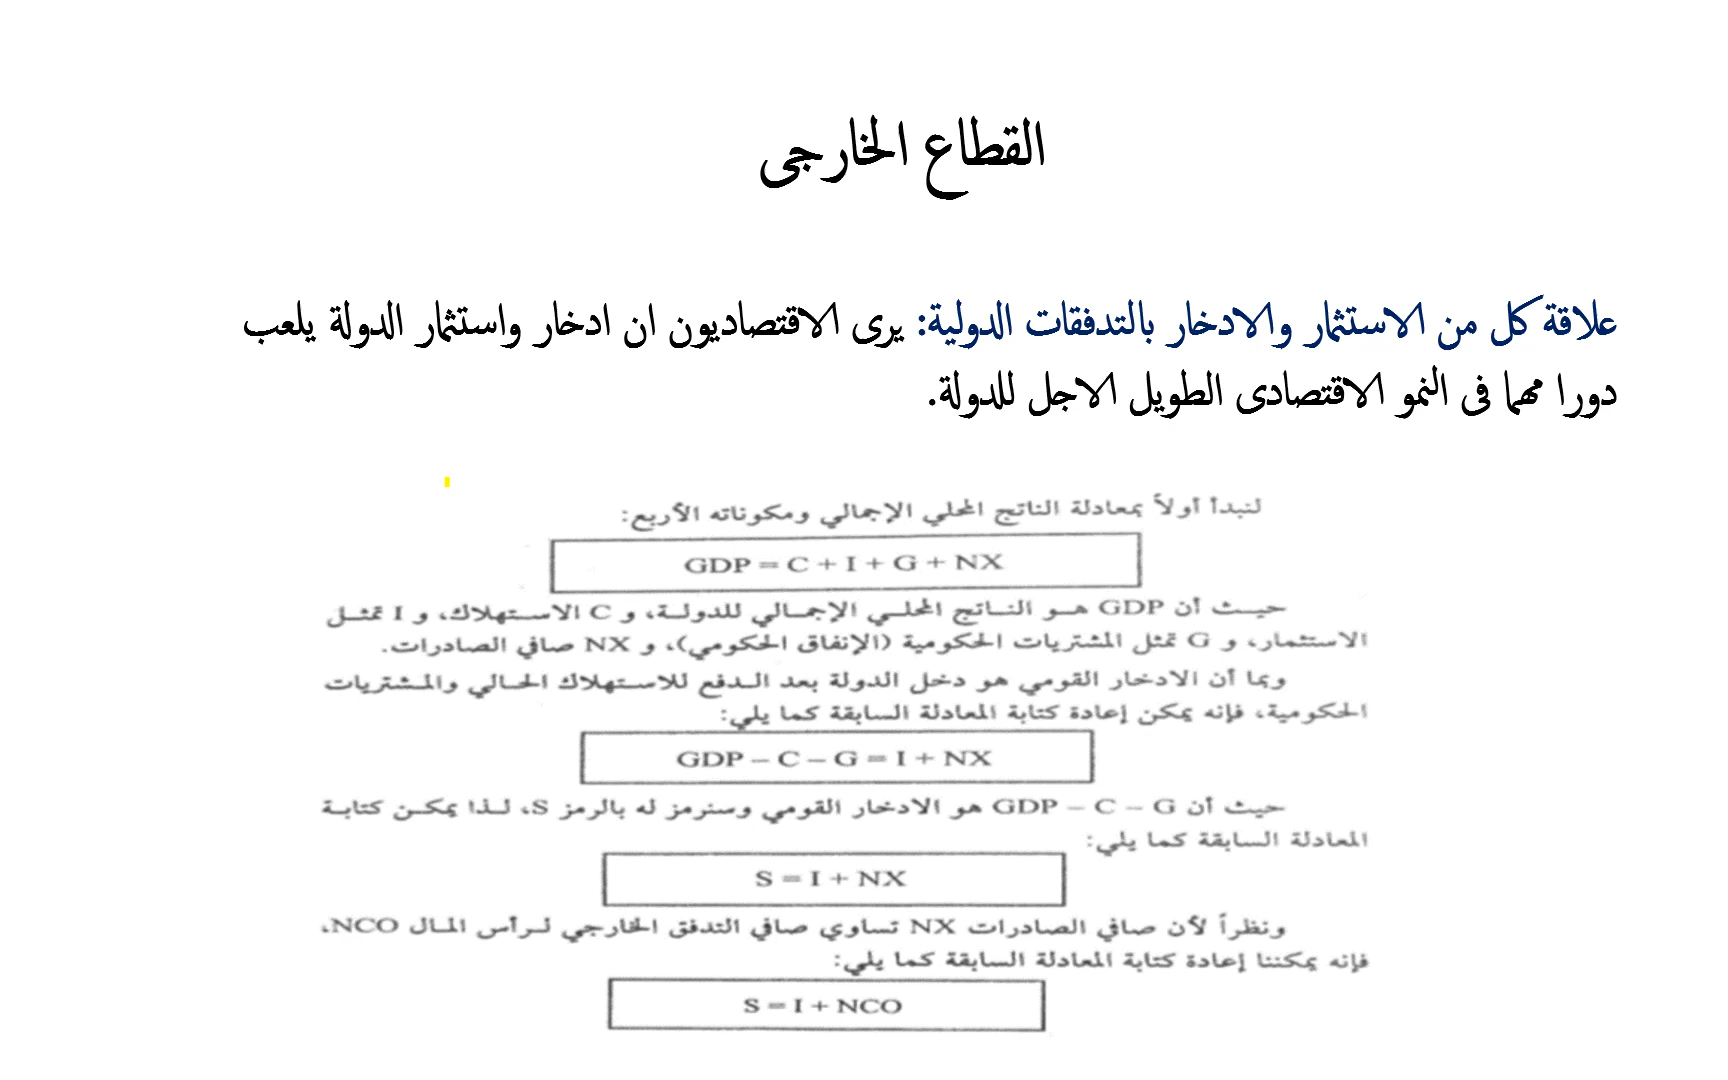 القطاع الخارجى
علاقة كل من الاستثمار والادخار بالتدفقات الدولية: يرى الاقتصاديون ان ادخار واستثمار الدولة يلعب
دورا مهما فى النمو الاقتصادى الطويل الاجل للدولة.
لنبدأ أولاً بمعادلة الناتج المحلي الإجمالي ومكوناته الأربع:
GDP = C + I + G + NX
حيث أن GDP هو الناتج المحلي الإجمالي للدولة، و C الاستهلاك، و I تمثل
الاستثمار، و G تمثل المشتريات الحكومية (الإنفاق الحكومي)، و NX صافي الصادرات.
وبما أن الادخار القومي هو دخل الدولة بعد الدفع للاستهلاك الحالي والمشتريات
الحكومية، فإنه يمكن إعادة كتابة المعادلة السابقة كما يلي:
GDP – C – G = I + NX
حيث أن GDP – C – G هو الادخار القومي وسنرمز له بالرمز S، لذا يمكن كتابة
المعادلة السابقة كما يلي:
S = I + NX
ونظراً لأن صافي الصادرات NX تساوي صافي التدفق الخارجي لرأس المال NCO،
فإنه يمكننا إعادة كتابة المعادلة السابقة كما يلي:
S = I + NCO